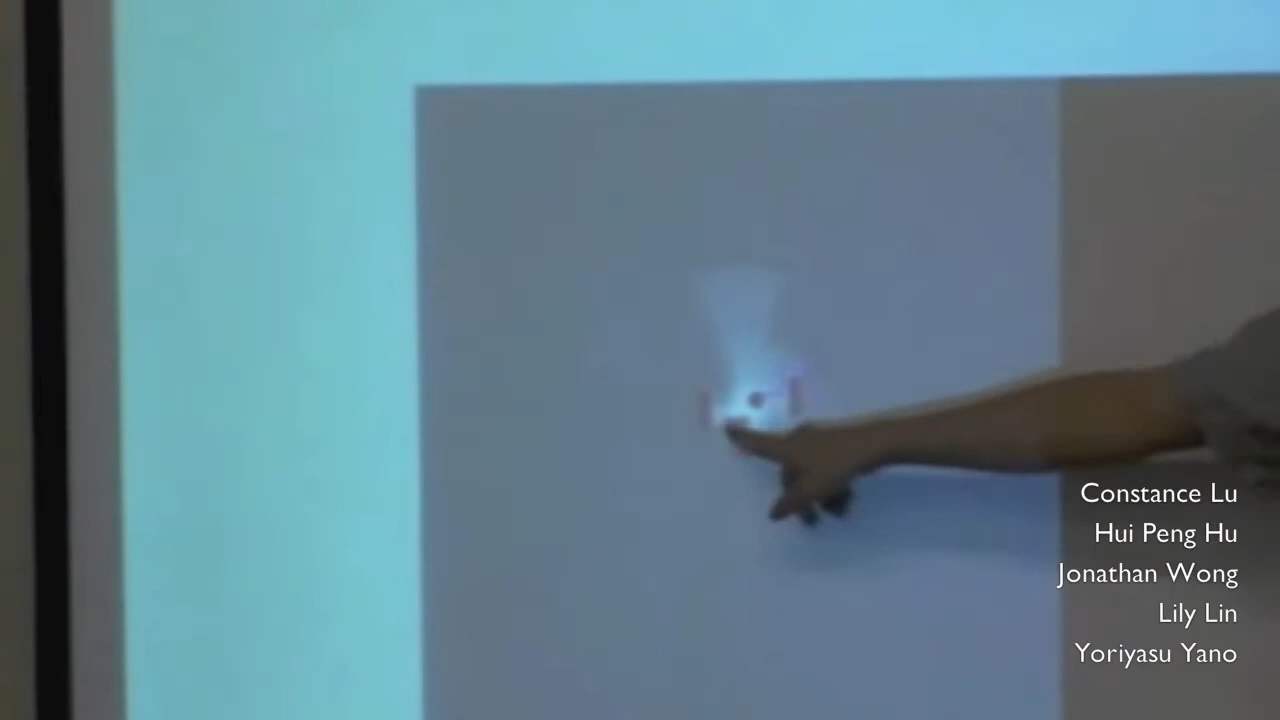 Constance Lu
Hui Peng Hu
Jonathan Wong
Lily Lin
Yoriyasu Yano